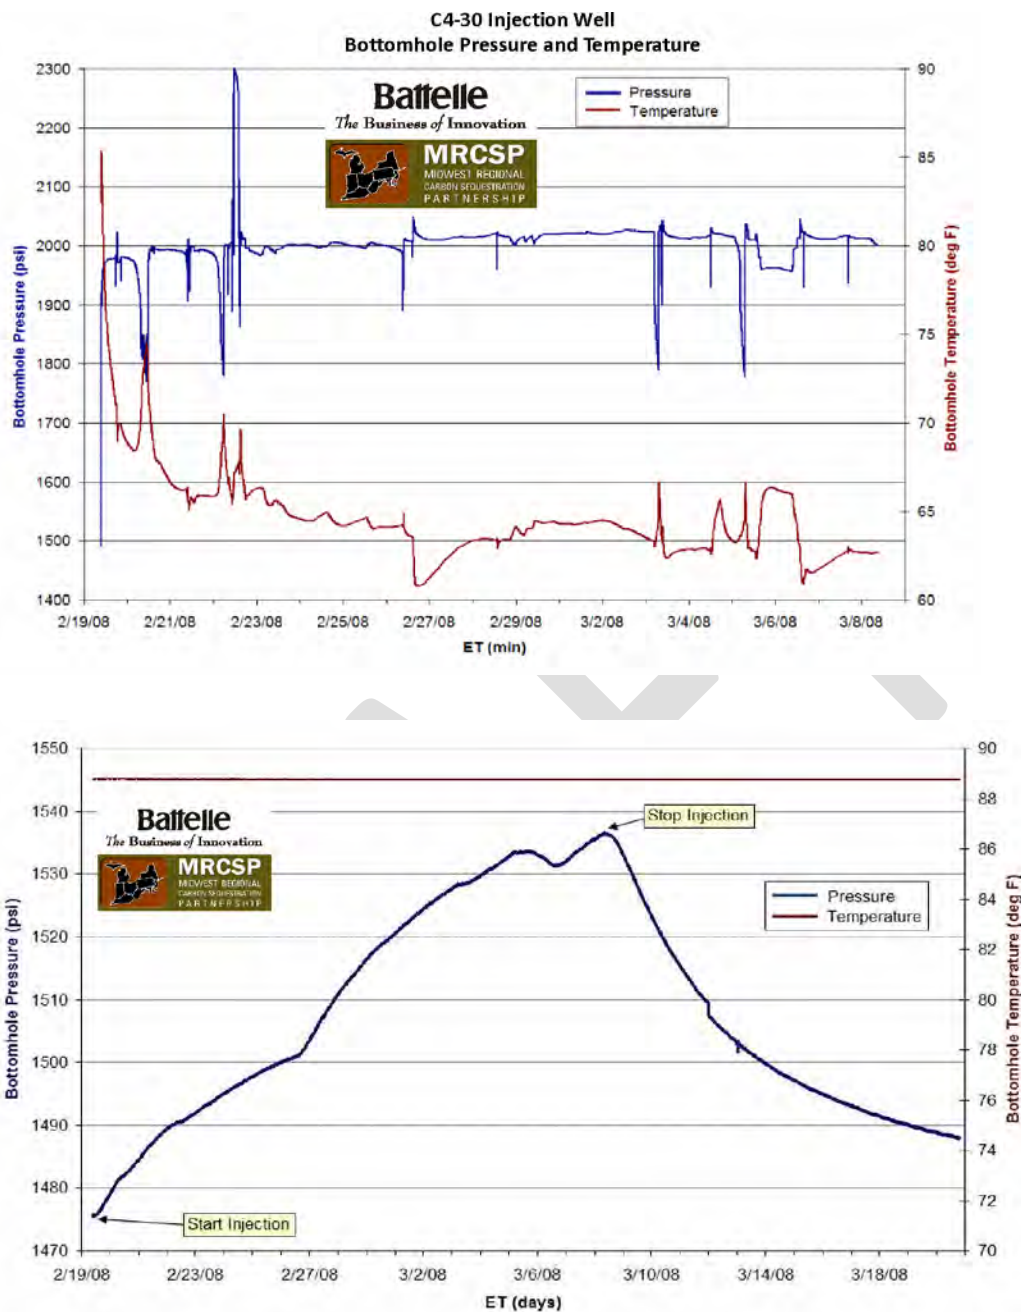 C4-30 Injection Well
Bottomhole Pressure and Temperature
2300
2200
2100
2000
1900
1800
1700
1600
1500
1400
Bottomhole Pressure (psi)
Battelle
The Business of Innovation
MRCSP
MIDWEST REGIONAL
CARBON SEQUESTRATION
PARTNERSHIP
Pressure
Temperature
90
85
80
75
70
65
60
Bottomhole Temperature (deg F)
2/19/08 2/21/08 2/23/08 2/25/08 2/27/08 2/29/08 3/2/08 3/4/08 3/6/08 3/8/08
ET (min)
1550
1540
1530
1520
1510
1500
1490
1480
1470
Bottomhole Pressure (psi)
Battelle
The Business of Innovation
MRCSP
MIDWEST REGIONAL
CARBON SEQUESTRATION
PARTNERSHIP
Stop Injection
Pressure
Temperature
Start Injection
90
88
86
84
82
80
78
76
74
72
70
Bottomhole Temperature (deg F)
2/19/08 2/23/08 2/27/08 3/2/08 3/6/08 3/10/08 3/14/08 3/18/08
ET (days)